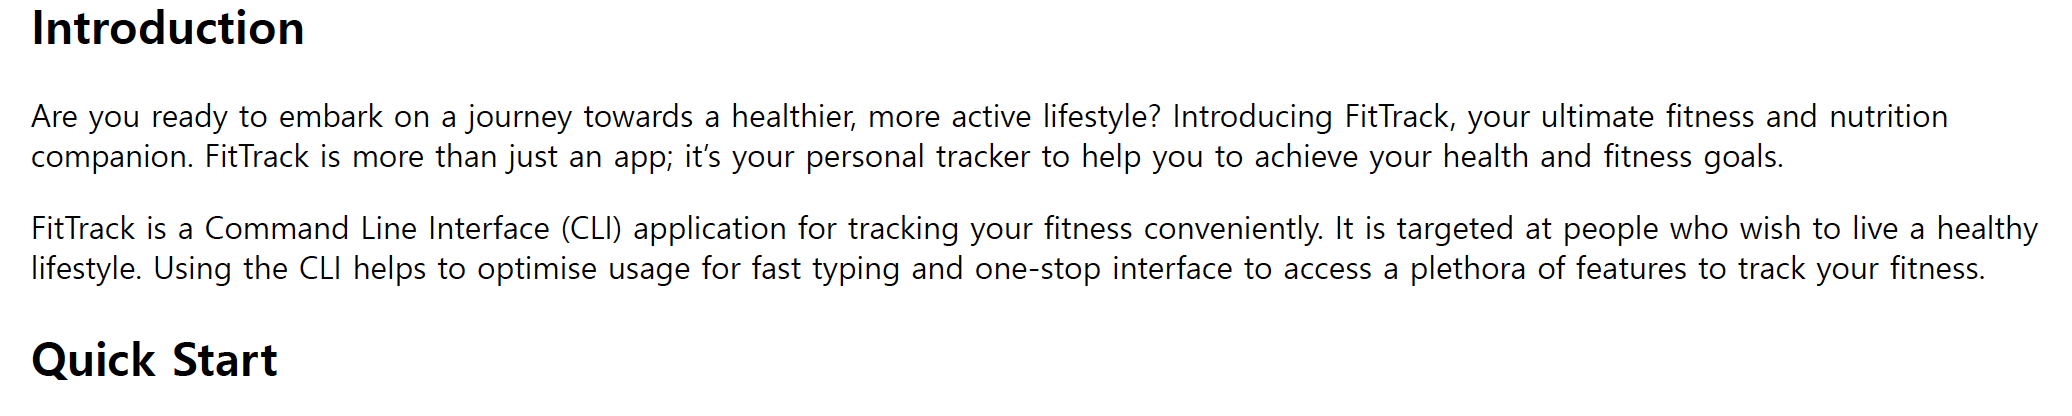 Introduction
Are you ready to embark on a journey towards a healthier, more active lifestyle? Introducing FitTrack, your ultimate fitness and nutrition
companion. FitTrack is more than just an app; it’s your personal tracker to help you to achieve your health and fitness goals.
FitTrack is a Command Line Interface (CLI) application for tracking your fitness conveniently. It is targeted at people who wish to live a healthy
lifestyle. Using the CLI helps to optimise usage for fast typing and one-stop interface to access a plethora of features to track your fitness.
Quick Start